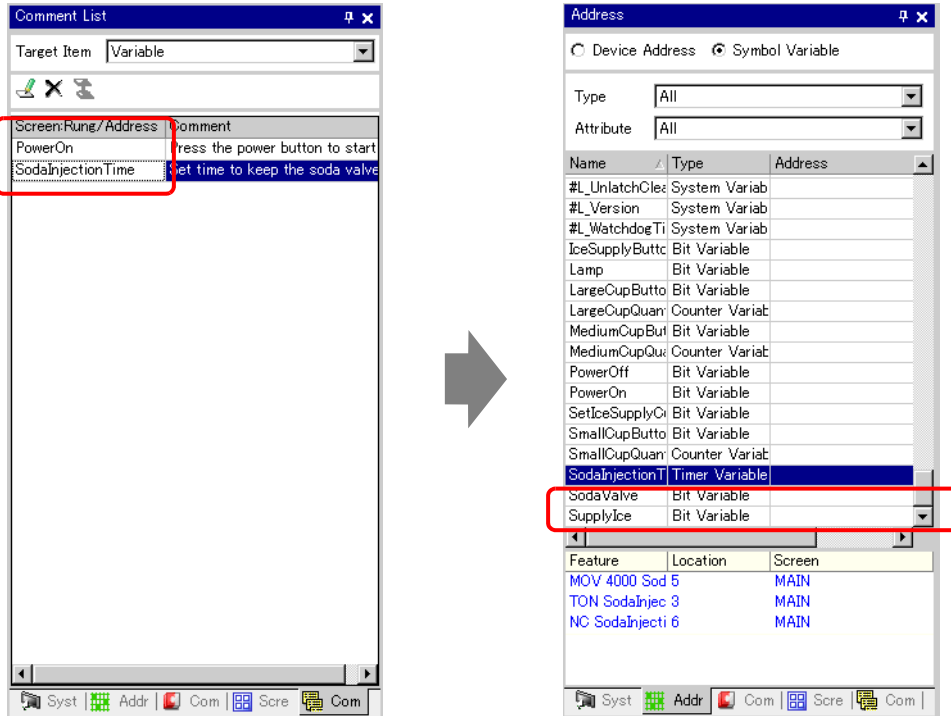 Comment List
Target Item Variable
Screen:Rung/Address Comment
PowerOn Press the power button to start
SodaInjectionTime Set time to keep the soda valve
Syst Addr Com Scre Com
Address
Device Address Symbol Variable
Type All
Attribute All
Name Type Address
#L_UnlatchClea System Variab
#L_Version System Variab
#L_WatchdogTi System Variab
IceSupplyButtc Bit Variable
Lamp Bit Variable
LargeCupButto Bit Variable
LargeCupQuan Counter Variab
MediumCupBut Bit Variable
MediumCupQua Counter Variab
PowerOff Bit Variable
PowerOn Bit Variable
SetIceSupplyC Bit Variable
SmallCupButto Bit Variable
SmallCupQuan Counter Variab
SodaInjectionT Timer Variable
SodaValve Bit Variable
SupplyIce Bit Variable
Feature Location Screen
MOV 4000 Sod 5 MAIN
TON SodaInjec 3 MAIN
NC SodaInjecti 6 MAIN
Syst Addr Com Scre Com